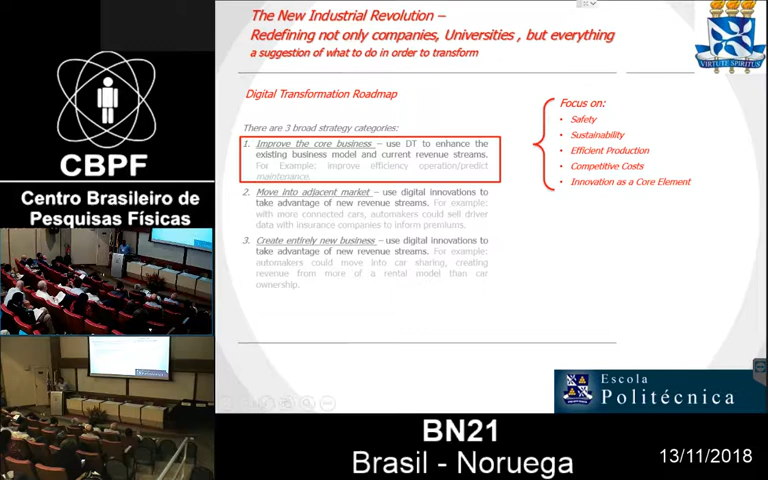 The New Industrial Revolution –
Redefining not only companies, Universities , but everything
a suggestion of what to do in order to transform
VIRTUTE SPIRITUS
Digital Transformation Roadmap
There are 3 broad strategy categories:
1. Improve the core business – use DT to enhance the
existing business model and current revenue streams.
For Example: improve efficiency operation/predict
maintenance.
2. Move into adjacent market – use digital innovations to
take advantage of new revenue streams. For example:
with more connected cars, automakers could sell driver
data with insurance companies to inform premiums.
3. Create entirely new business – use digital innovations to
take advantage of new revenue streams. For example:
automakers could move into car sharing, creating
revenue from more of a rental model than car
ownership.
Focus on:
• Safety
• Sustainability
• Efficient Production
• Competitive Costs
• Innovation as a Core Element
CBPF
Centro Brasileiro de
Pesquisas Físicas
Escola
Politécnica
BN21
Brasil - Noruega
13/11/2018